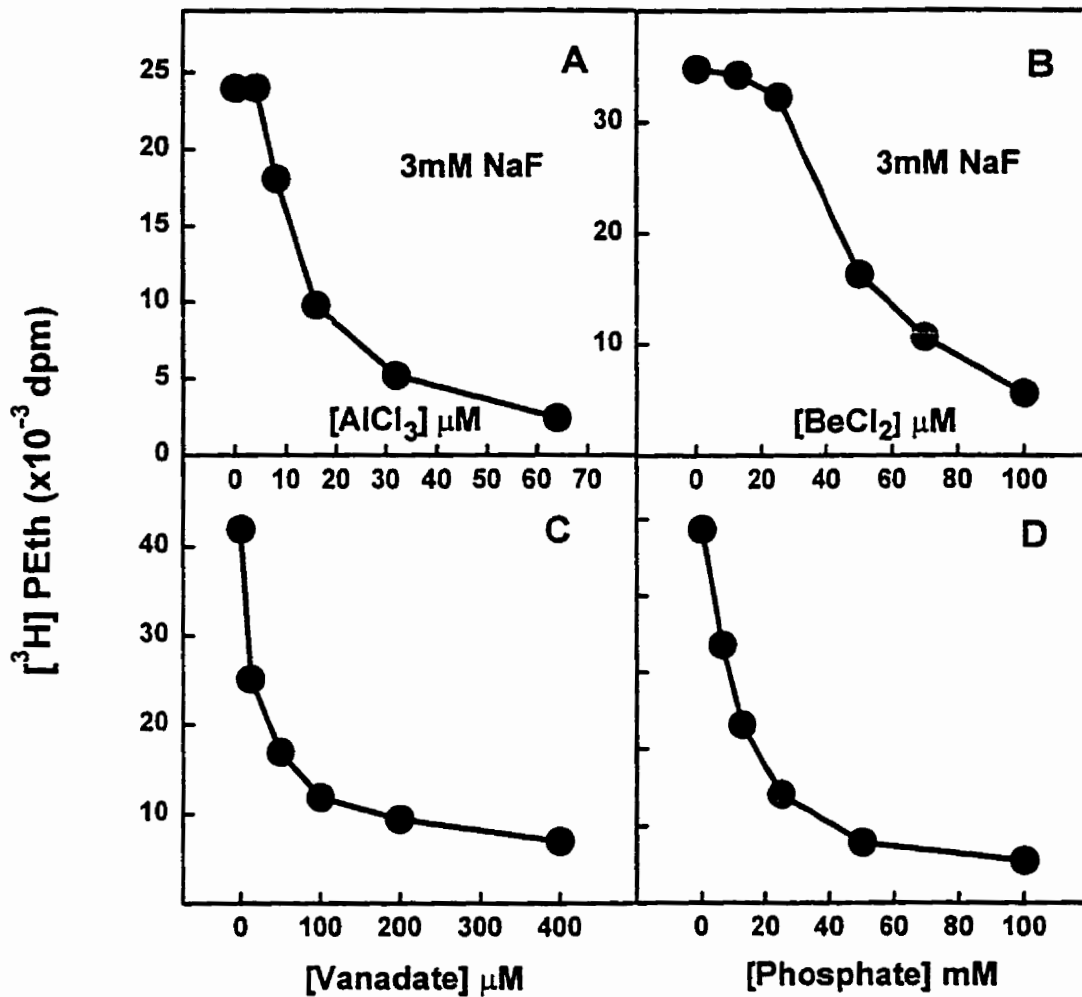 [³H] PEth (x10⁻³ dpm)
A
3mM NaF
25
20
15
10
5
0
[AlCl₃] μM
0 10 20 30 40 50 60 70
B
3mM NaF
30
20
10
[BeCl₂] μM
0 20 40 60 80 100
C
40
30
20
10
0 100 200 300 400
[Vanadate] μM
D
0 20 40 60 80 100
[Phosphate] mM